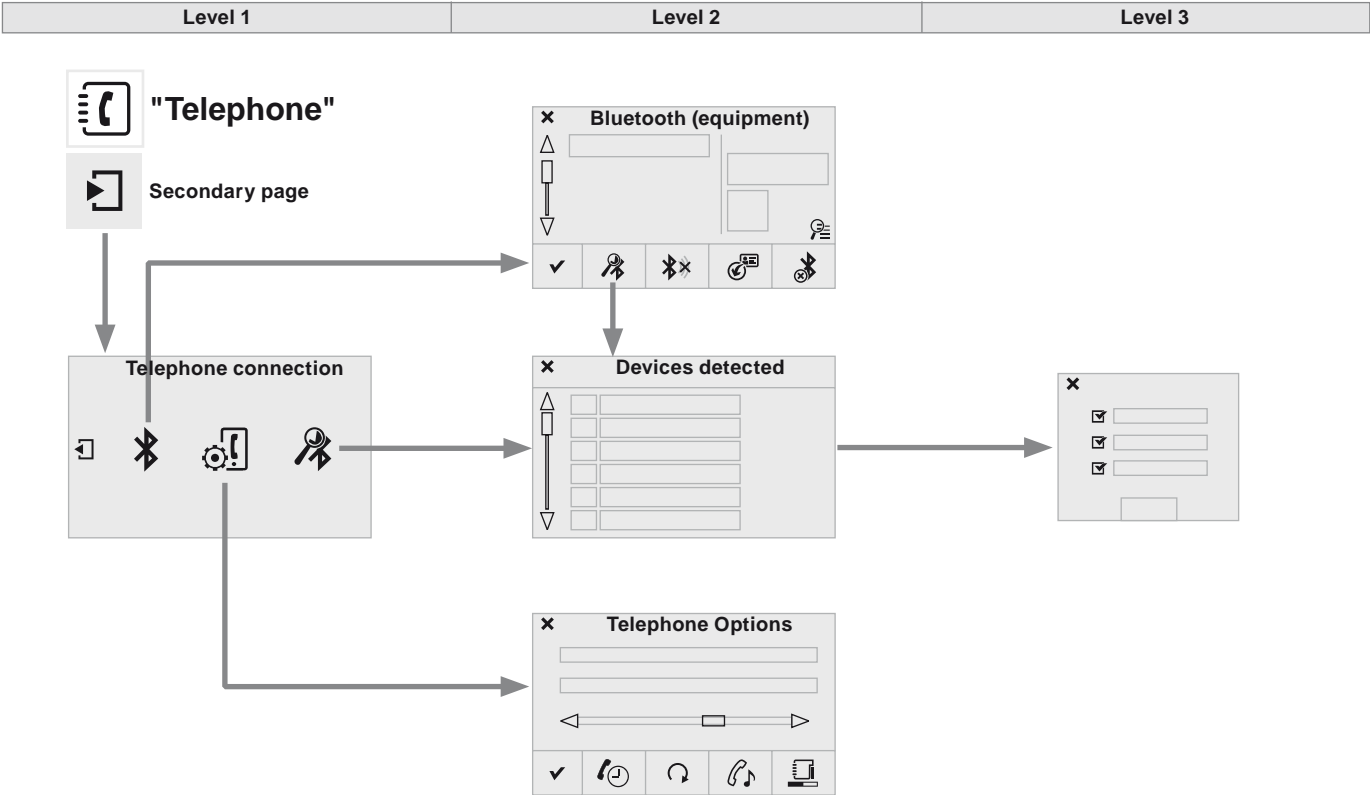 Level 1
Level 2
Level 3
"Telephone"
Secondary page
Bluetooth (equipment)
Telephone connection
Devices detected
Telephone Options